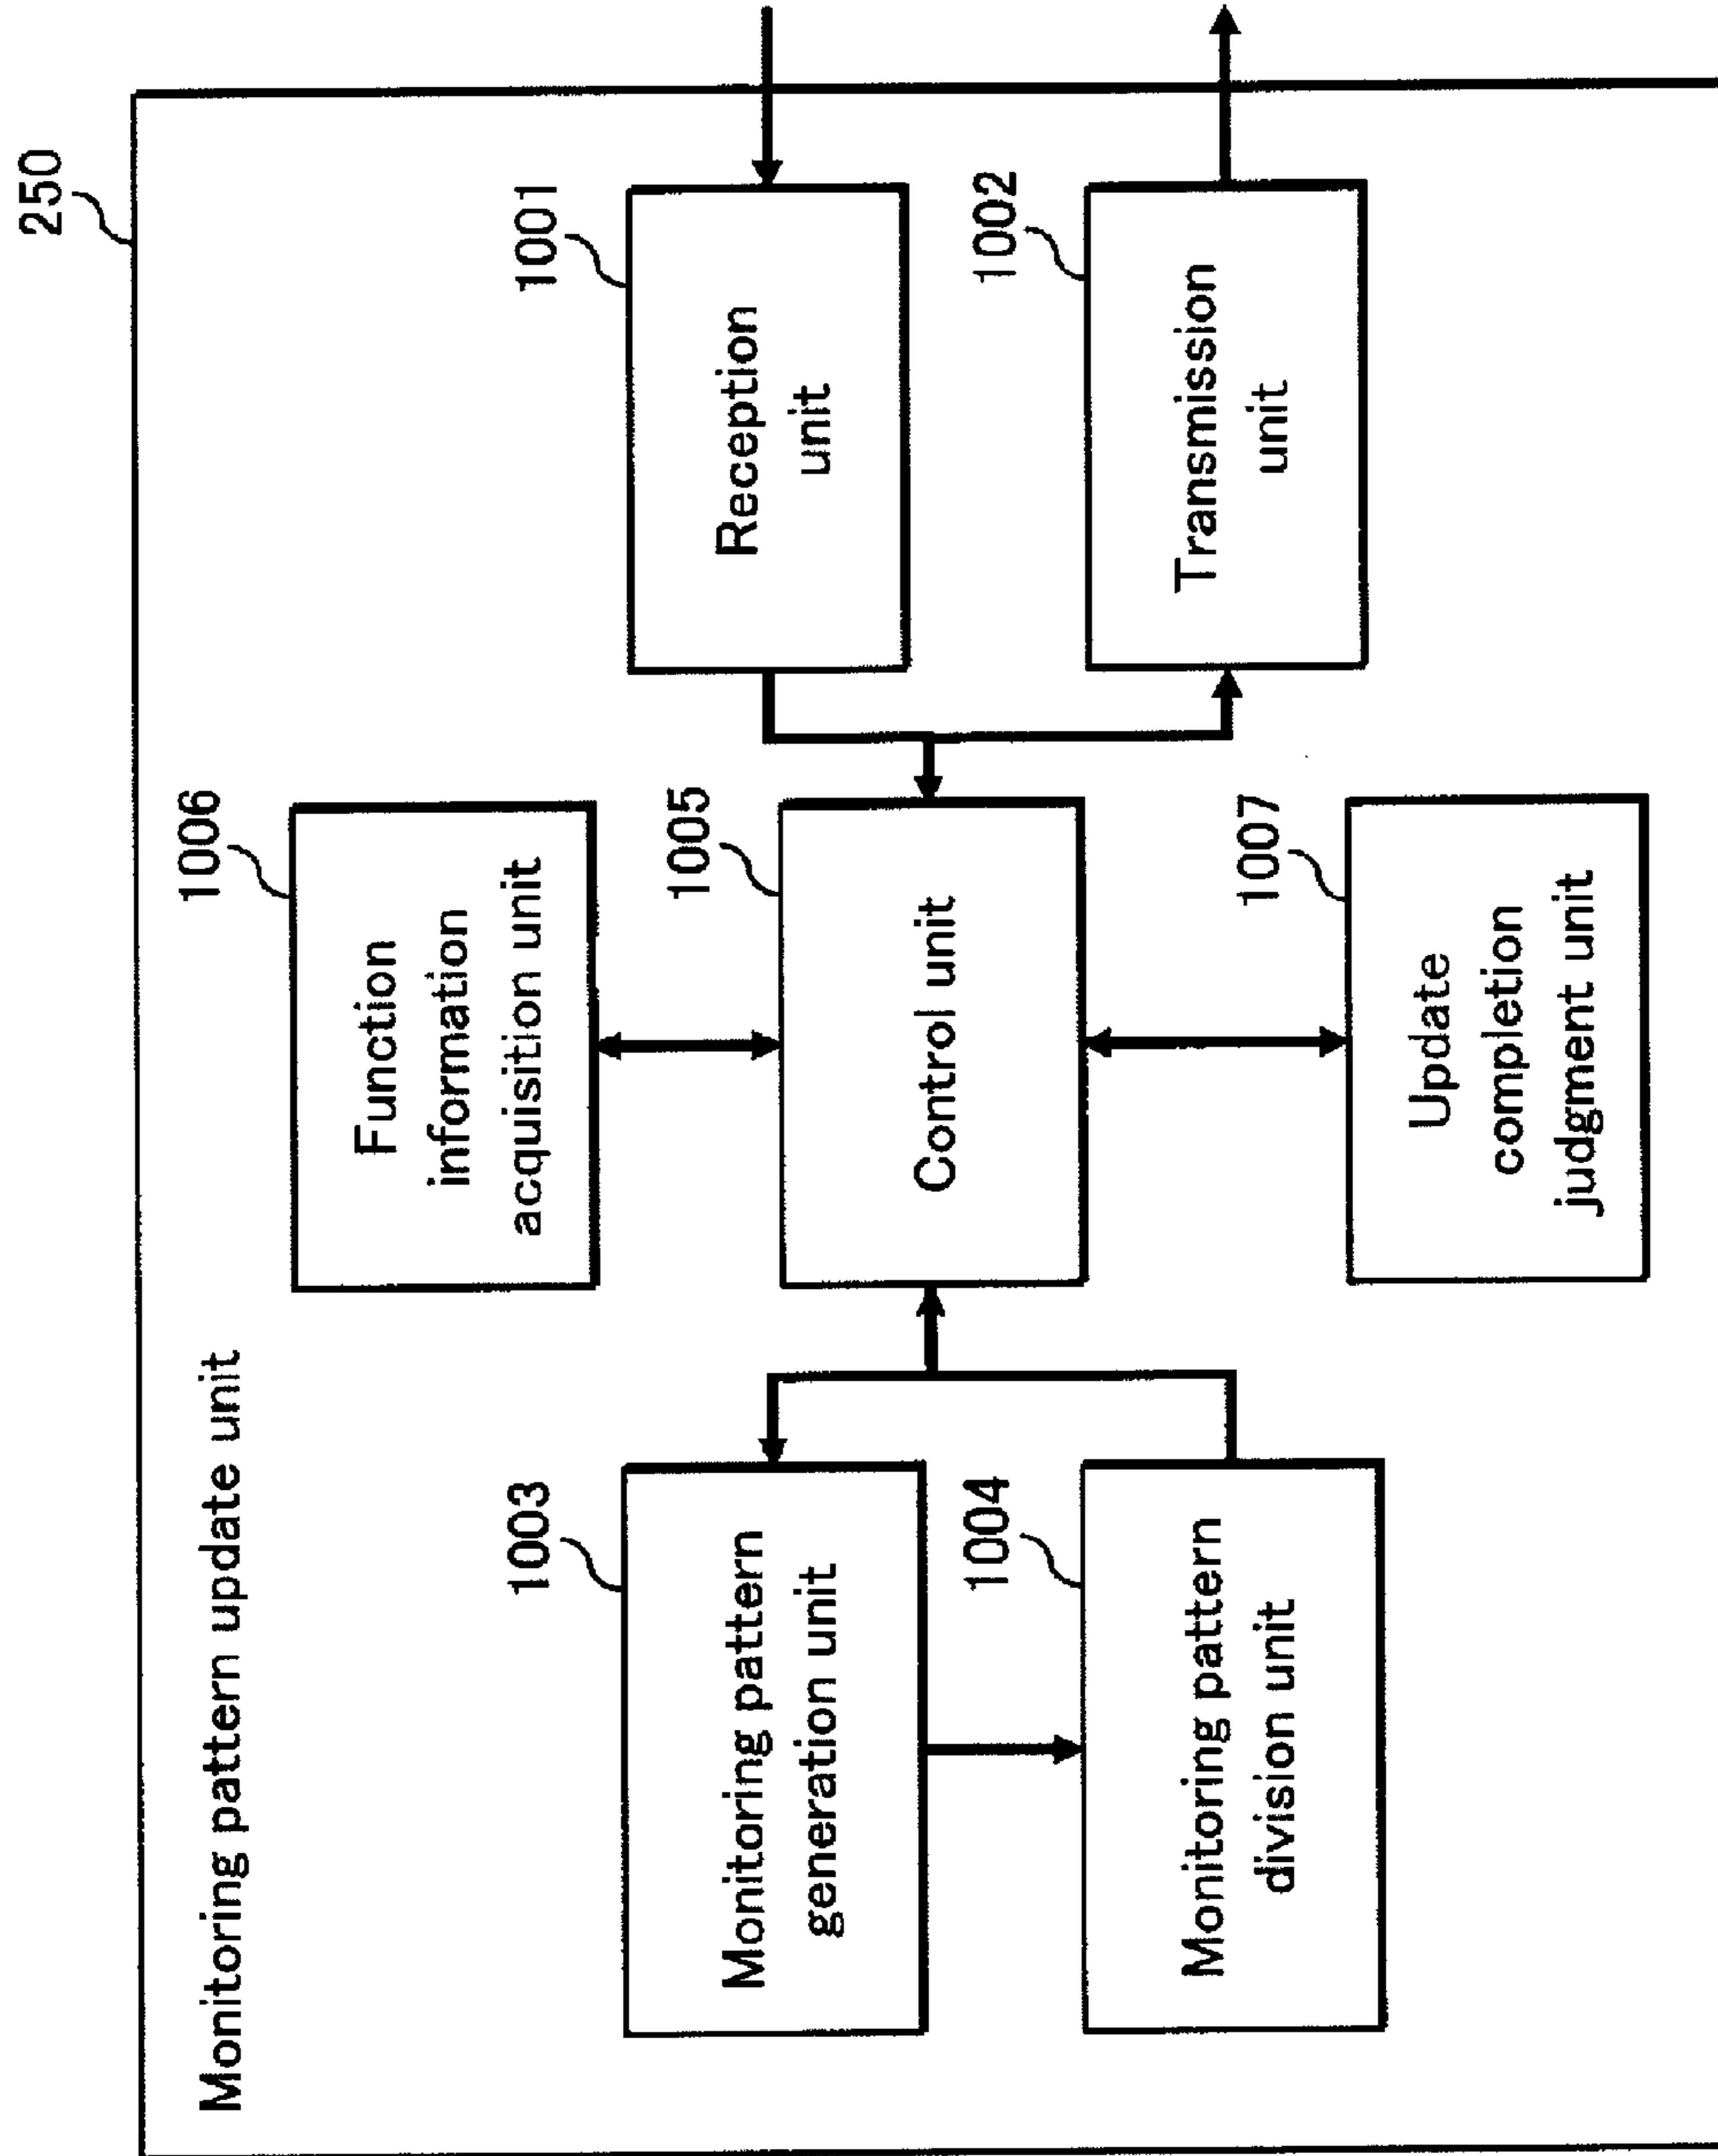 250
Monitoring pattern update unit
1003
Monitoring pattern
generation unit
1004
Monitoring pattern
division unit
1006
Function
information
acquisition unit
1005
Control unit
1007
Update
completion
judgment unit
1001
Reception
unit
1002
Transmission
unit